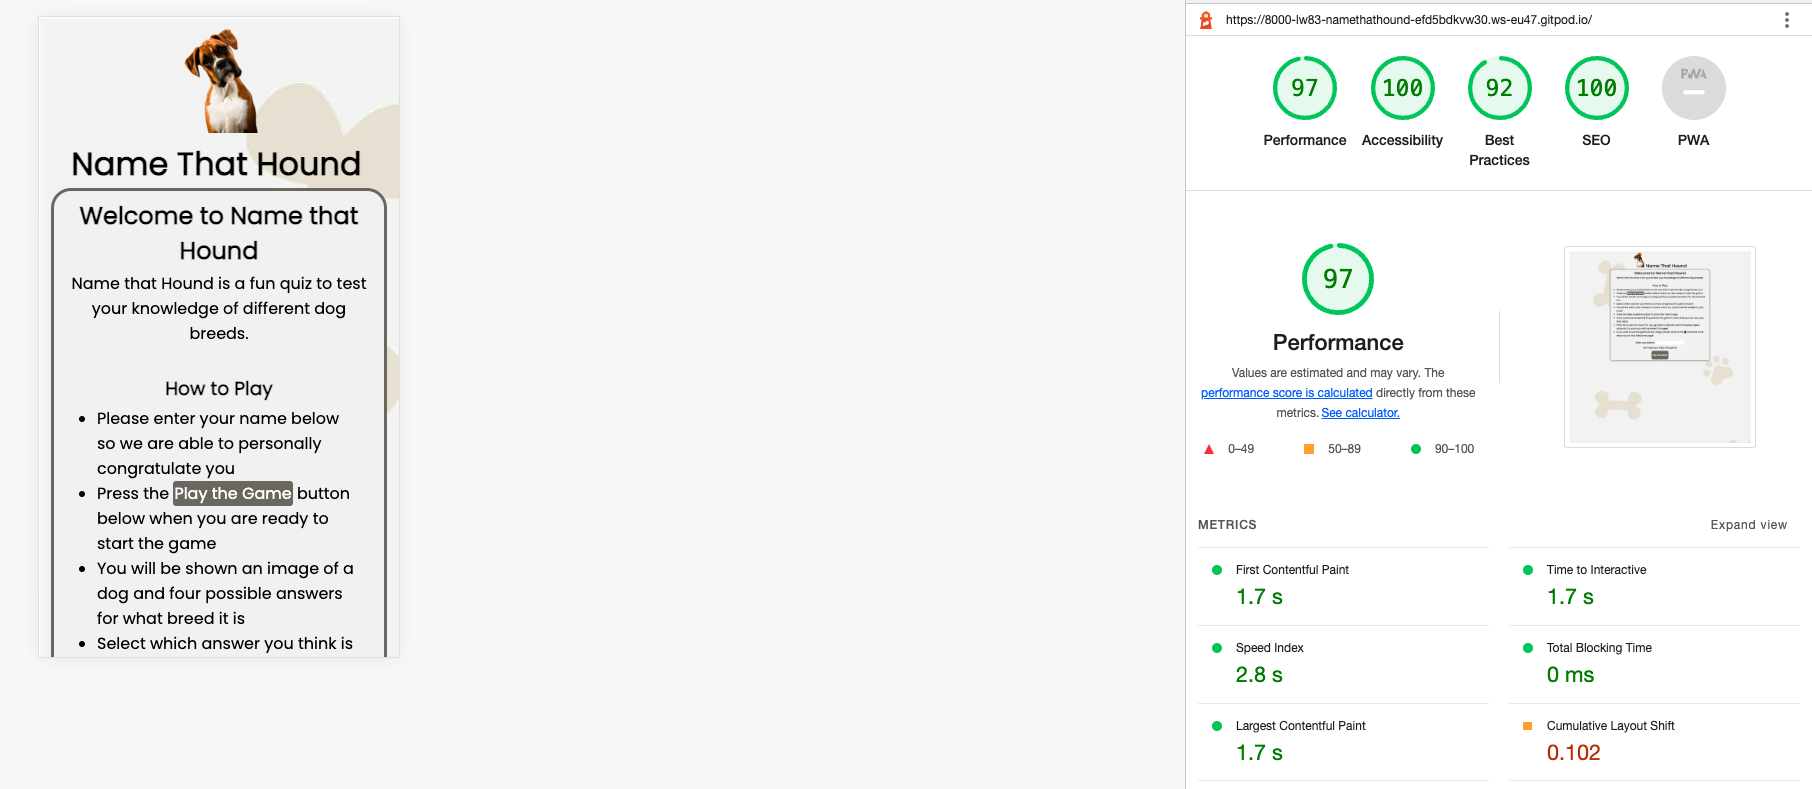 Name That Hound
Welcome to Name that
Hound
Name that Hound is a fun quiz to test
your knowledge of different dog
breeds.
How to Play
Please enter your name below
so we are able to personally
congratulate you
Press the Play the Game button
below when you are ready to
start the game
You will be shown an image of a
dog and four possible answers
for what breed it is
Select which answer you think is
https://8000-lw83-namethathound-efd5bdkvw30.ws-eu47.gitpod.io/
97
100
92
100
PWA
Performance
Accessibility
Best
Practices
SEO
PWA
97
Performance
Values are estimated and may vary. The
performance score is calculated directly from these
metrics. See calculator.
0–49
50–89
90–100
Name That Hound
METRICS
Expand view
First Contentful Paint
1.7 s
Time to Interactive
1.7 s
Speed Index
2.8 s
Total Blocking Time
0 ms
Largest Contentful Paint
1.7 s
Cumulative Layout Shift
0.102